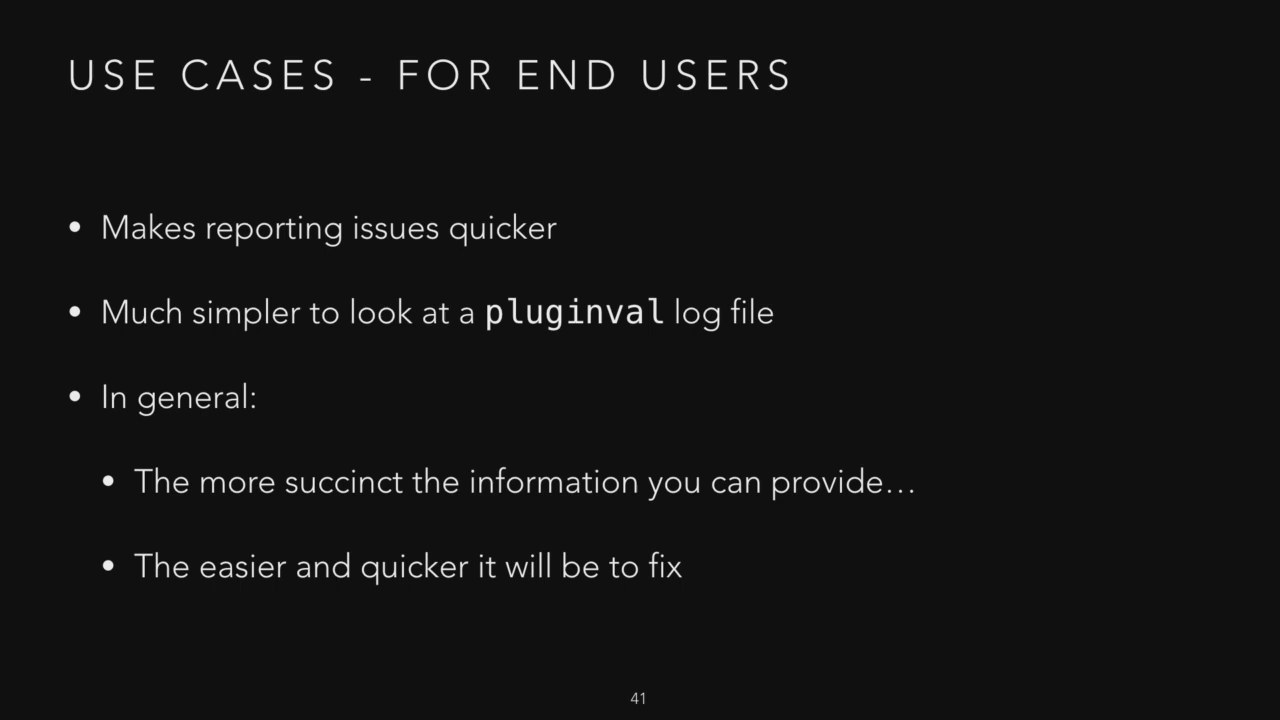 USE CASES - FOR END USERS
• Makes reporting issues quicker
• Much simpler to look at a pluginval log file
• In general:
• The more succinct the information you can provide…
• The easier and quicker it will be to fix
41